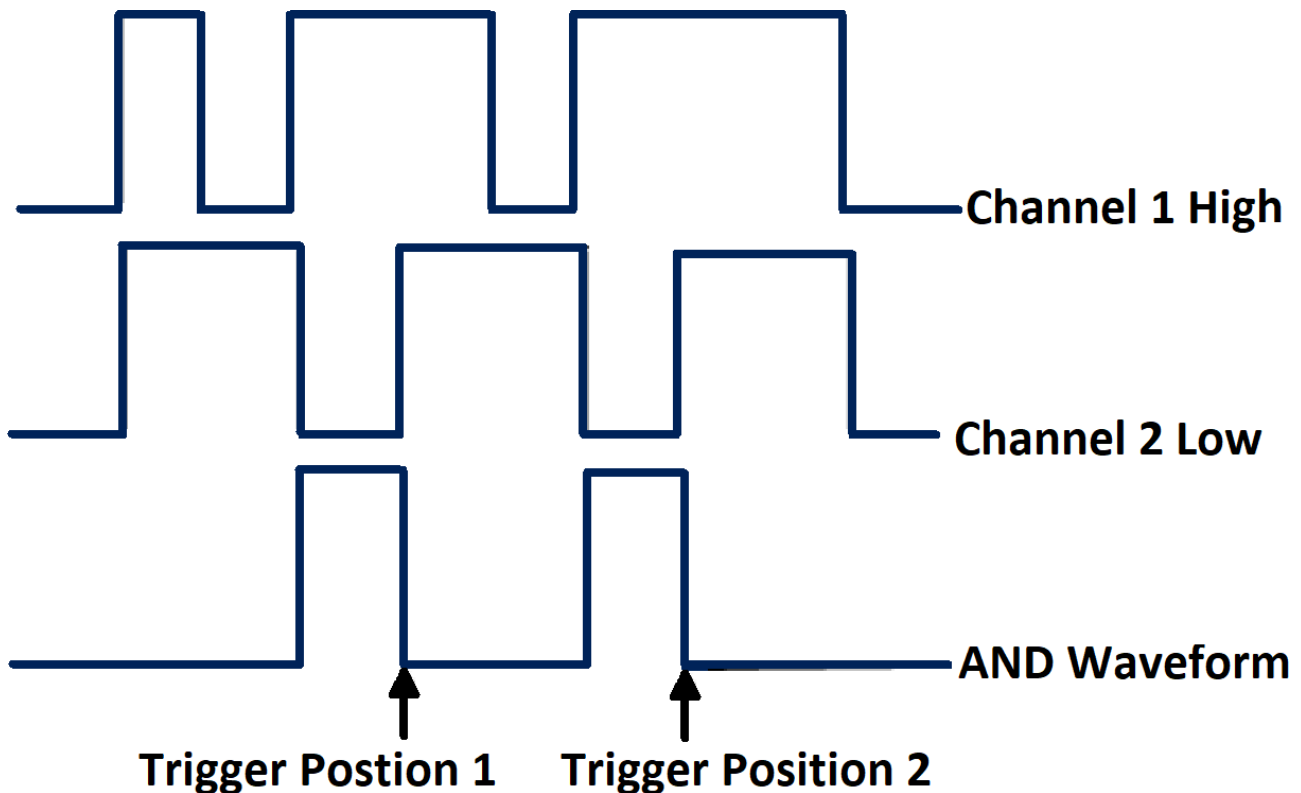 Channel 1 High
Channel 2 Low
AND Waveform
Trigger Postion 1
Trigger Position 2